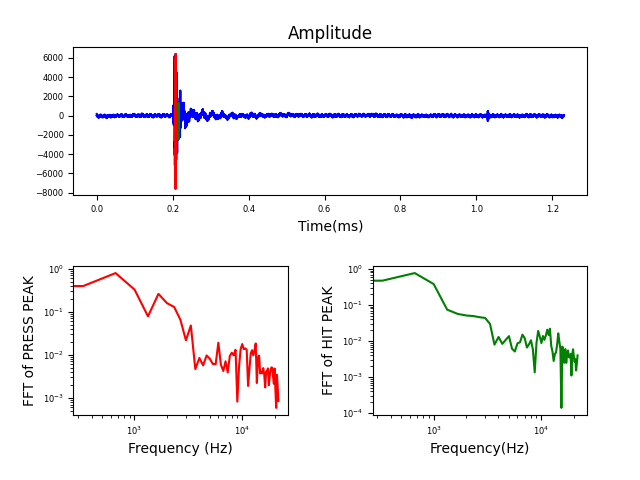 Amplitude
6000
4000
2000
0
−2000
−4000
−6000
−8000
0.0 0.2 0.4 0.6 0.8 1.0 1.2
Time(ms)
FFT of PRESS PEAK
10⁰
10⁻¹
10⁻²
10⁻³
10³ 10⁴
Frequency (Hz)
FFT of HIT PEAK
10⁰
10⁻¹
10⁻²
10⁻³
10⁻⁴
10³ 10⁴
Frequency(Hz)